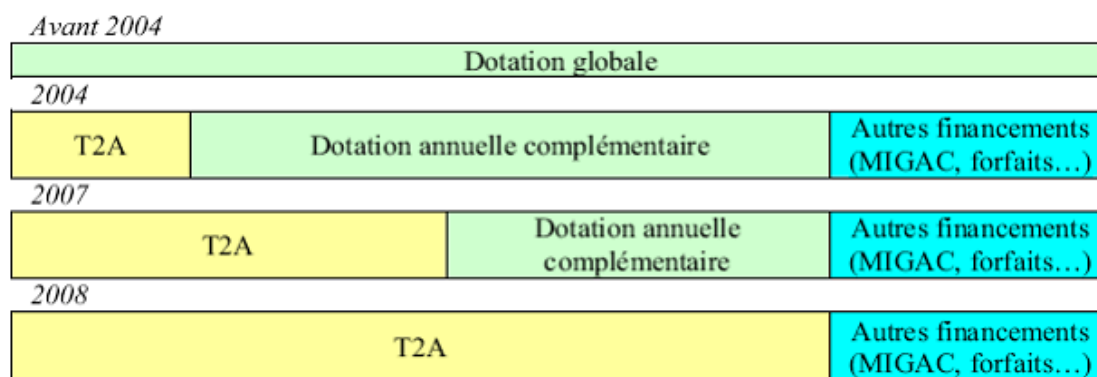 Avant 2004
Dotation globale
2004
T2A
Dotation annuelle complémentaire
Autres financements
(MIGAC, forfaits…)
2007
T2A
Dotation annuelle
complémentaire
Autres financements
(MIGAC, forfaits…)
2008
T2A
Autres financements
(MIGAC, forfaits…)